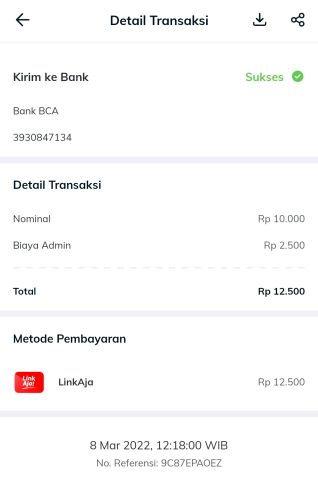 Detail Transaksi
Kirim ke Bank Sukses
Bank BCA
3930847134
Detail Transaksi
Nominal Rp 10.000
Biaya Admin Rp 2.500
Total Rp 12.500
Metode Pembayaran
Link Aja! LinkAja Rp 12.500
8 Mar 2022, 12:18:00 WIB
No. Referensi: 9C87EPAOEZ